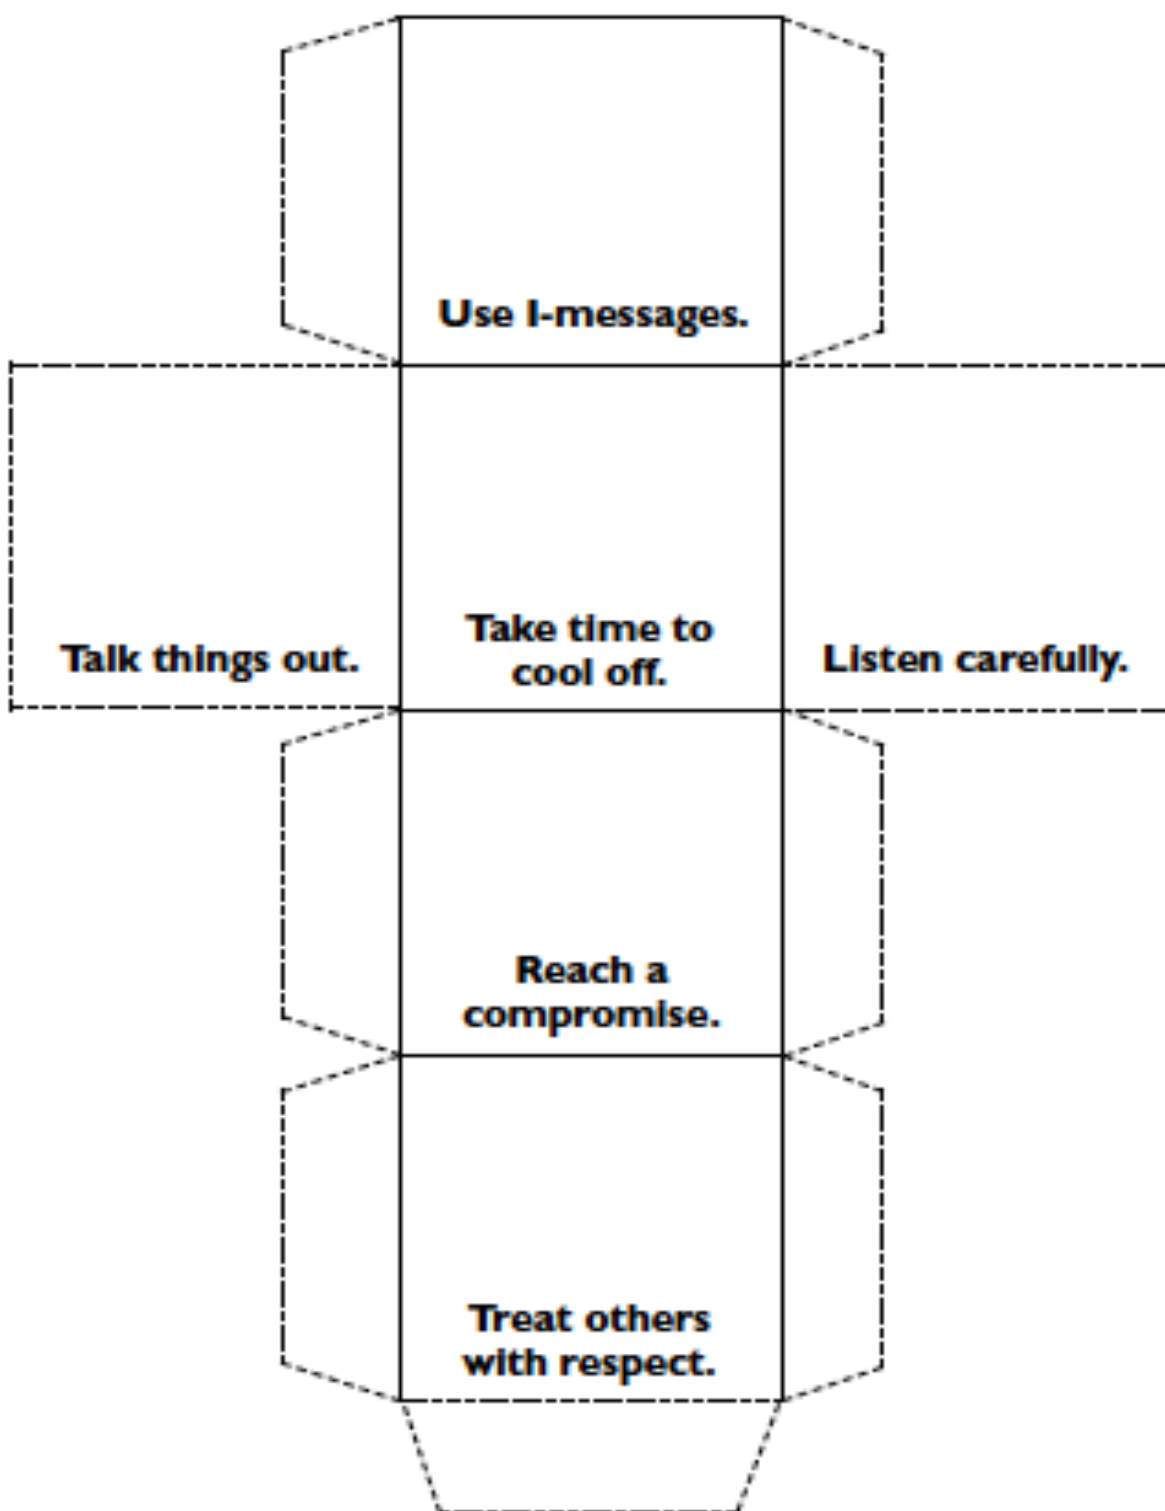 Use I-messages.
Talk things out.
Take time to
cool off.
Listen carefully.
Reach a
compromise.
Treat others
with respect.